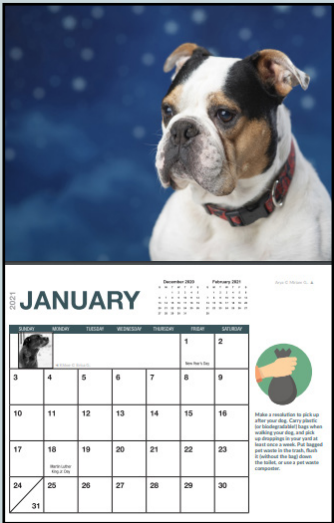 2021
JANUARY
December 2020
February 2021
SUNDAY MONDAY TUESDAY WEDNESDAY THURSDAY FRIDAY SATURDAY
1 2
New Year's Day
3 4 5 6 7 8 9
10 11 12 13 14 15 16
17 18 19 20 21 22 23
Martin Luther
King Jr Day
24 25 26 27 28 29 30
31
Make a resolution to pick up
after your dog. Carry plastic
(or biodegradable) bags when
walking your dog, and pick
up droppings in your yard at
least once a week. Put bagged
pet waste in the trash, flush
it (without the bag) down
the toilet, or use a pet waste
composter.